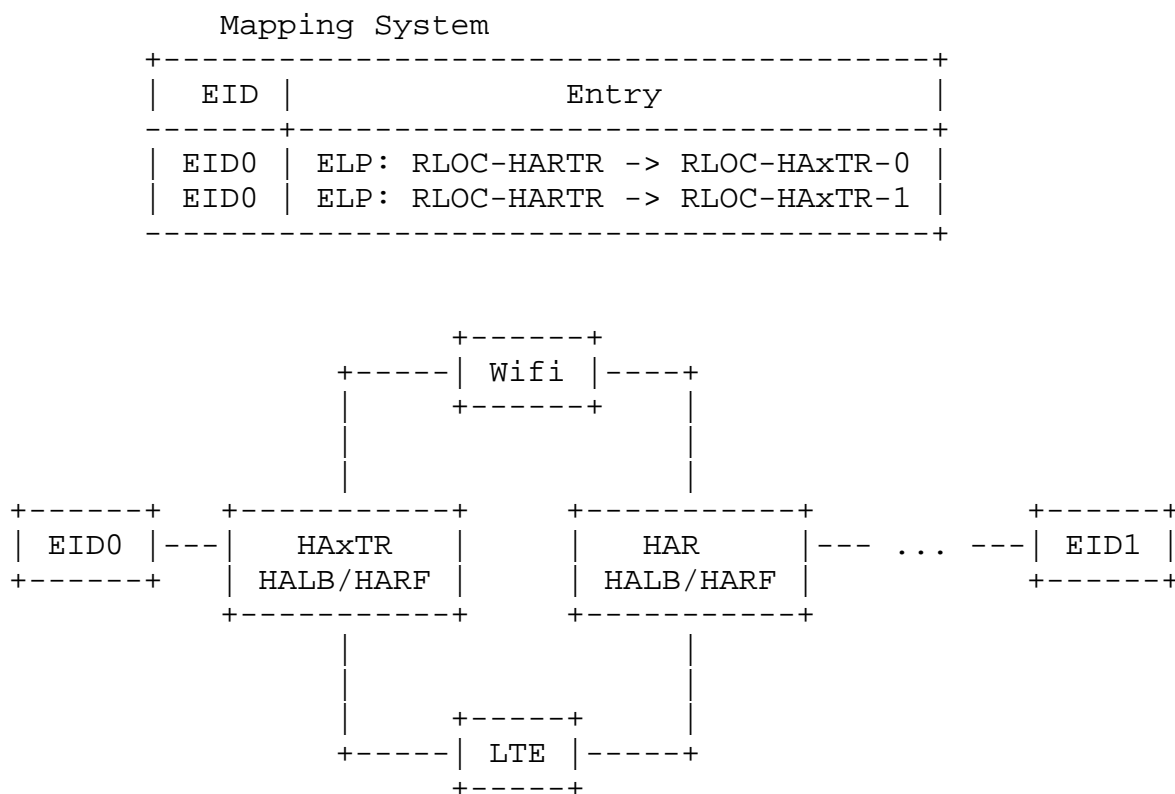 Mapping System
EID | Entry
EID0 | ELP: RLOC-HARTR -> RLOC-HAxTR-0
EID0 | ELP: RLOC-HARTR -> RLOC-HAxTR-1
Wifi
EID0 HAxTR HAR ... EID1
HALB/HARF HALB/HARF
LTE